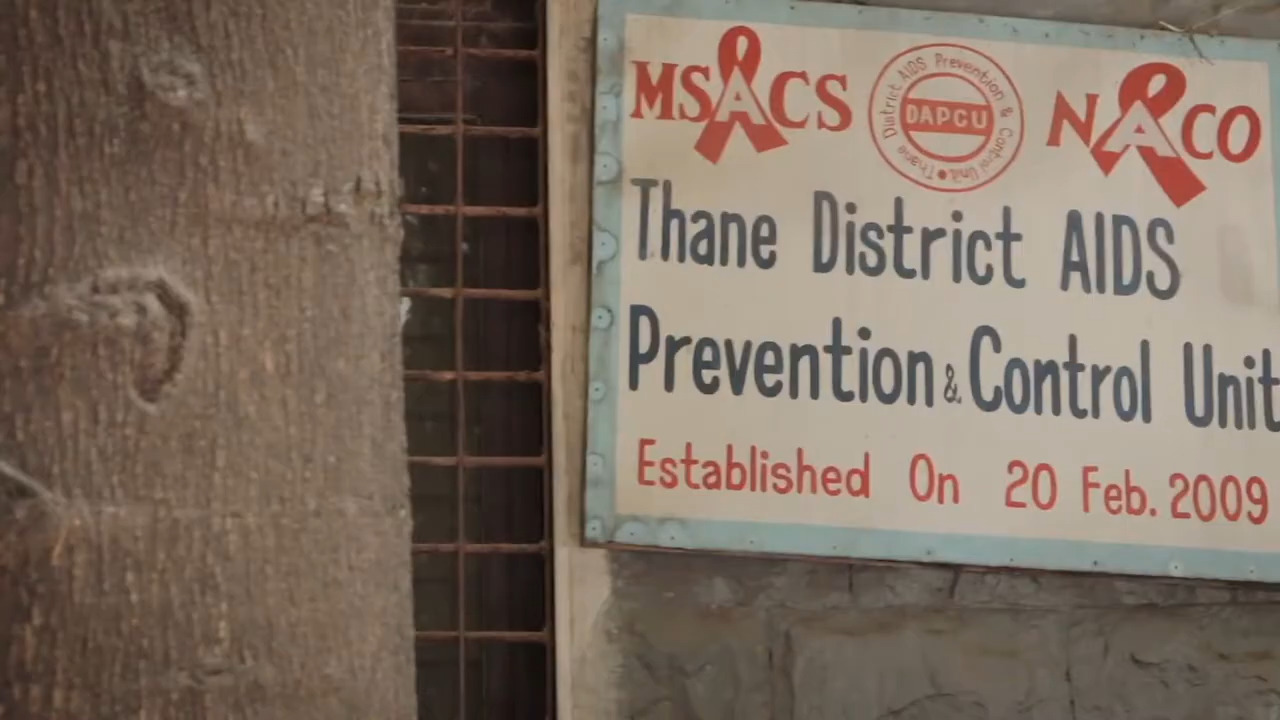 MSACS
Thane District AIDS Prevention & Control Unit
DAPCU
NACO
Thane District AIDS
Prevention & Control Unit
Established On 20 Feb. 2009